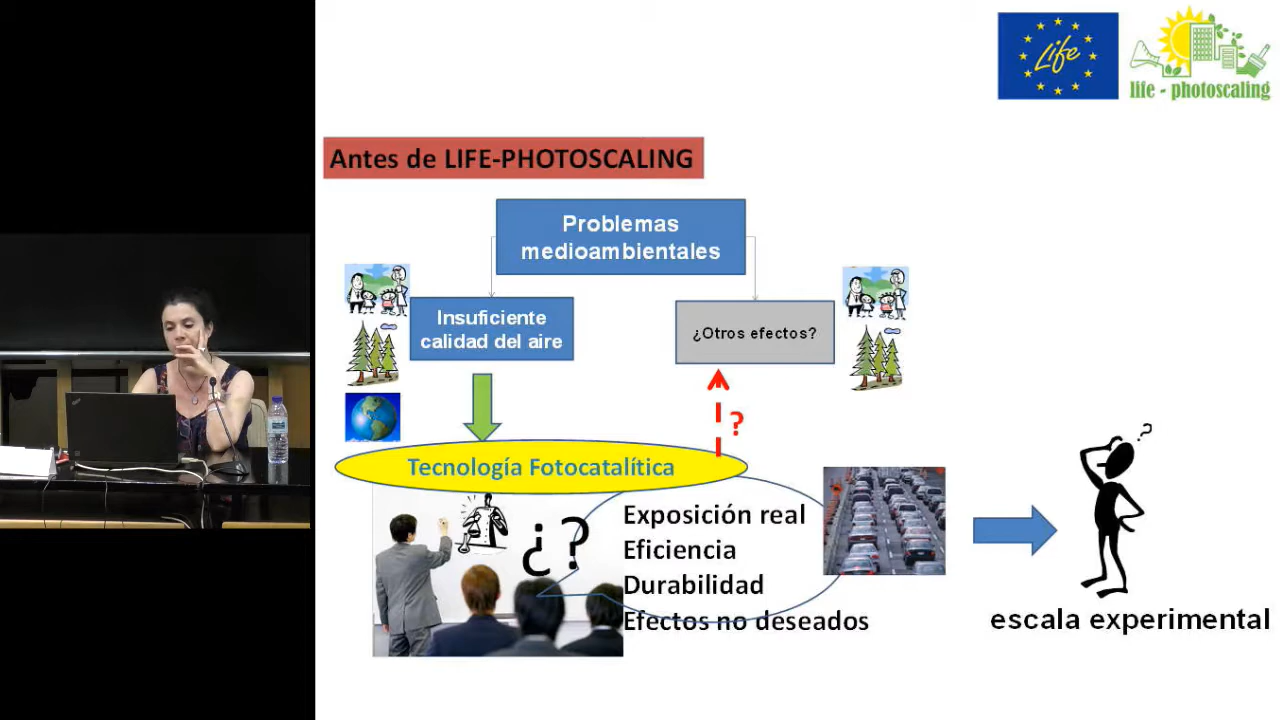 Life
life - photoscaling
Antes de LIFE-PHOTOSCALING
Problemas
medioambientales
Insuficiente
calidad del aire
¿Otros efectos?
?
Tecnología Fotocatalítica
¿?
Exposición real
Eficiencia
Durabilidad
Efectos no deseados
?
escala experimental